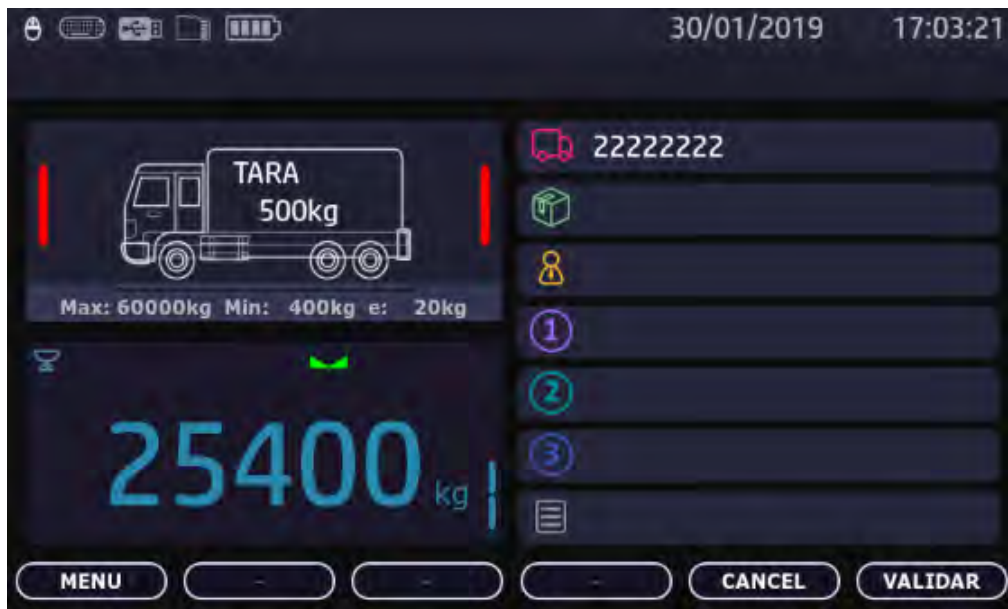 30/01/2019 17:03:21
TARA
500kg
Max: 60000kg Min: 400kg e: 20kg
25400 kg
22222222
1
2
3
MENU - - - CANCEL VALIDAR